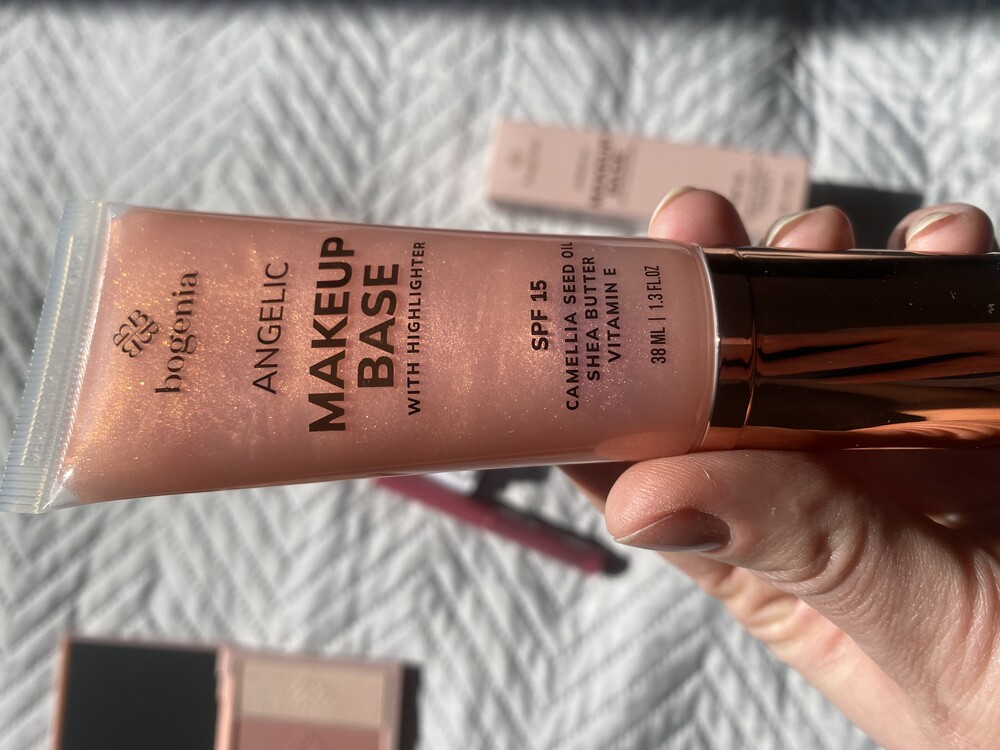 bogenia
ANGELIC
MAKEUP
BASE
WITH HIGHLIGHTER
SPF 15
CAMELLIA SEED OIL
SHEA BUTTER
VITAMIN E
38 ML | 1.3 FL.OZ